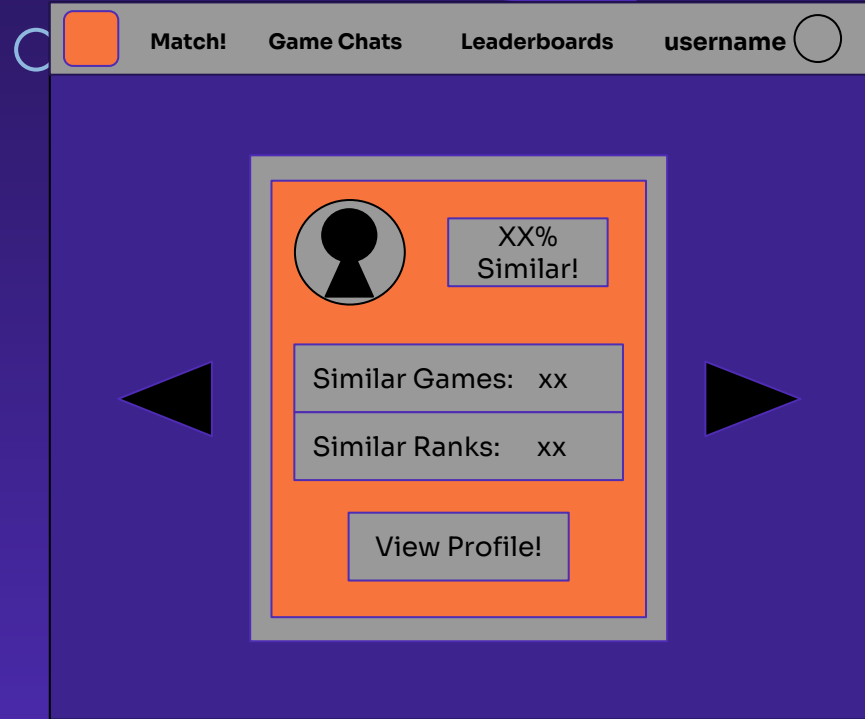 Match! Game Chats Leaderboards username
XX%
Similar!
Similar Games: xx
Similar Ranks: xx
View Profile!